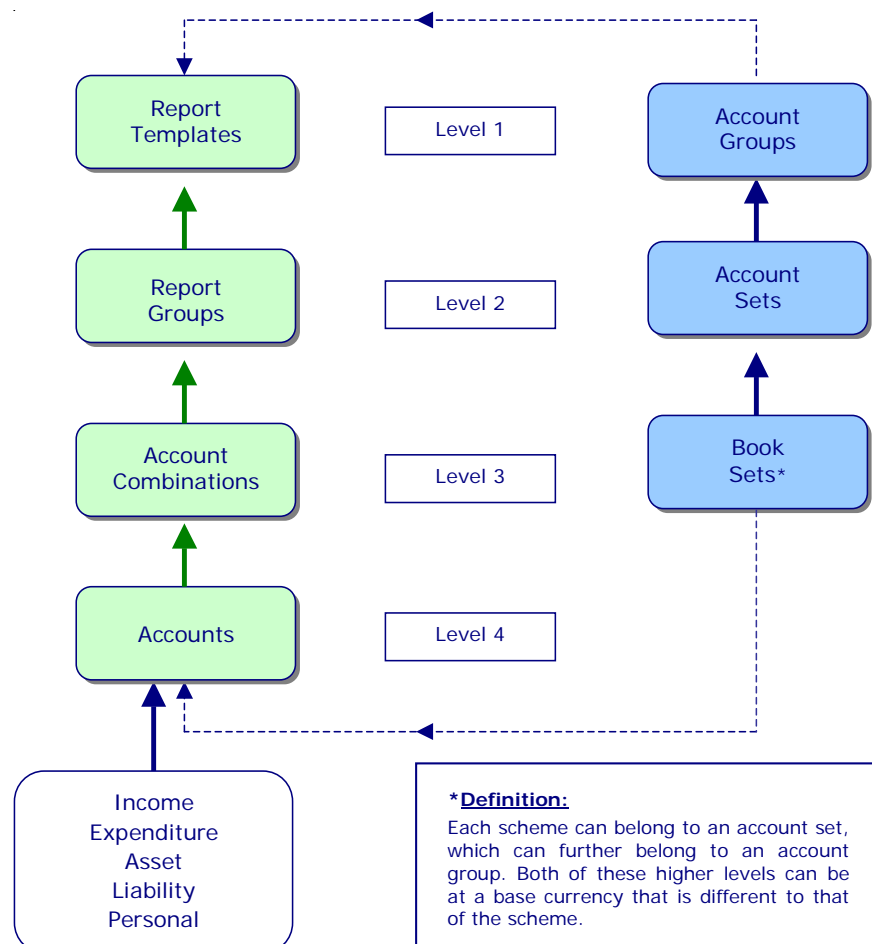 Report
Templates
Level 1
Account
Groups
Report
Groups
Level 2
Account
Sets
Account
Combinations
Level 3
Book
Sets*
Accounts
Level 4
Income
Expenditure
Asset
Liability
Personal
*Definition:
Each scheme can belong to an account set,
which can further belong to an account
group. Both of these higher levels can be
at a base currency that is different to that
of the scheme.